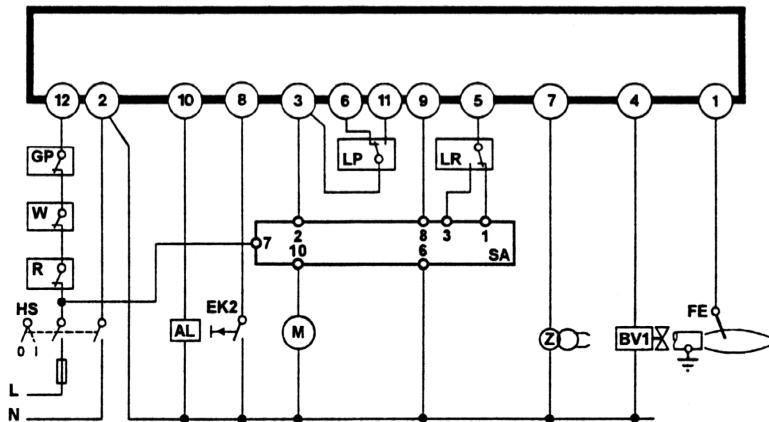 12 2 10 8 3 6 11 9 5 7 4 1
GP
LP
LR
W
2 8 3 1
7
10 6 SA
R
HS
EK2
FE
0 I
AL
M
Z
BV1
L
N